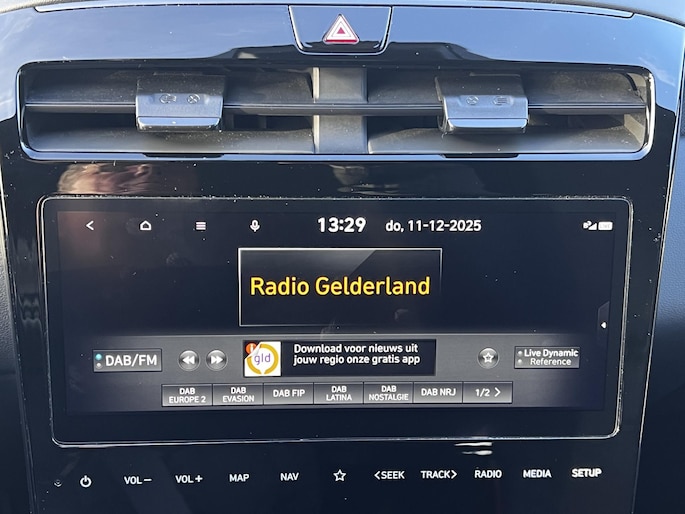 13:29 do, 11-12-2025
Radio Gelderland
DAB/FM
gld
Download voor nieuws uit
jouw regio onze gratis app
Live Dynamic
Reference
DAB
EUROPE 2
DAB
EVASION
DAB FIP
DAB
LATINA
DAB
NOSTALGIE
DAB NRJ
1/2 >
VOL− VOL+ MAP NAV <SEEK TRACK> RADIO MEDIA SETUP